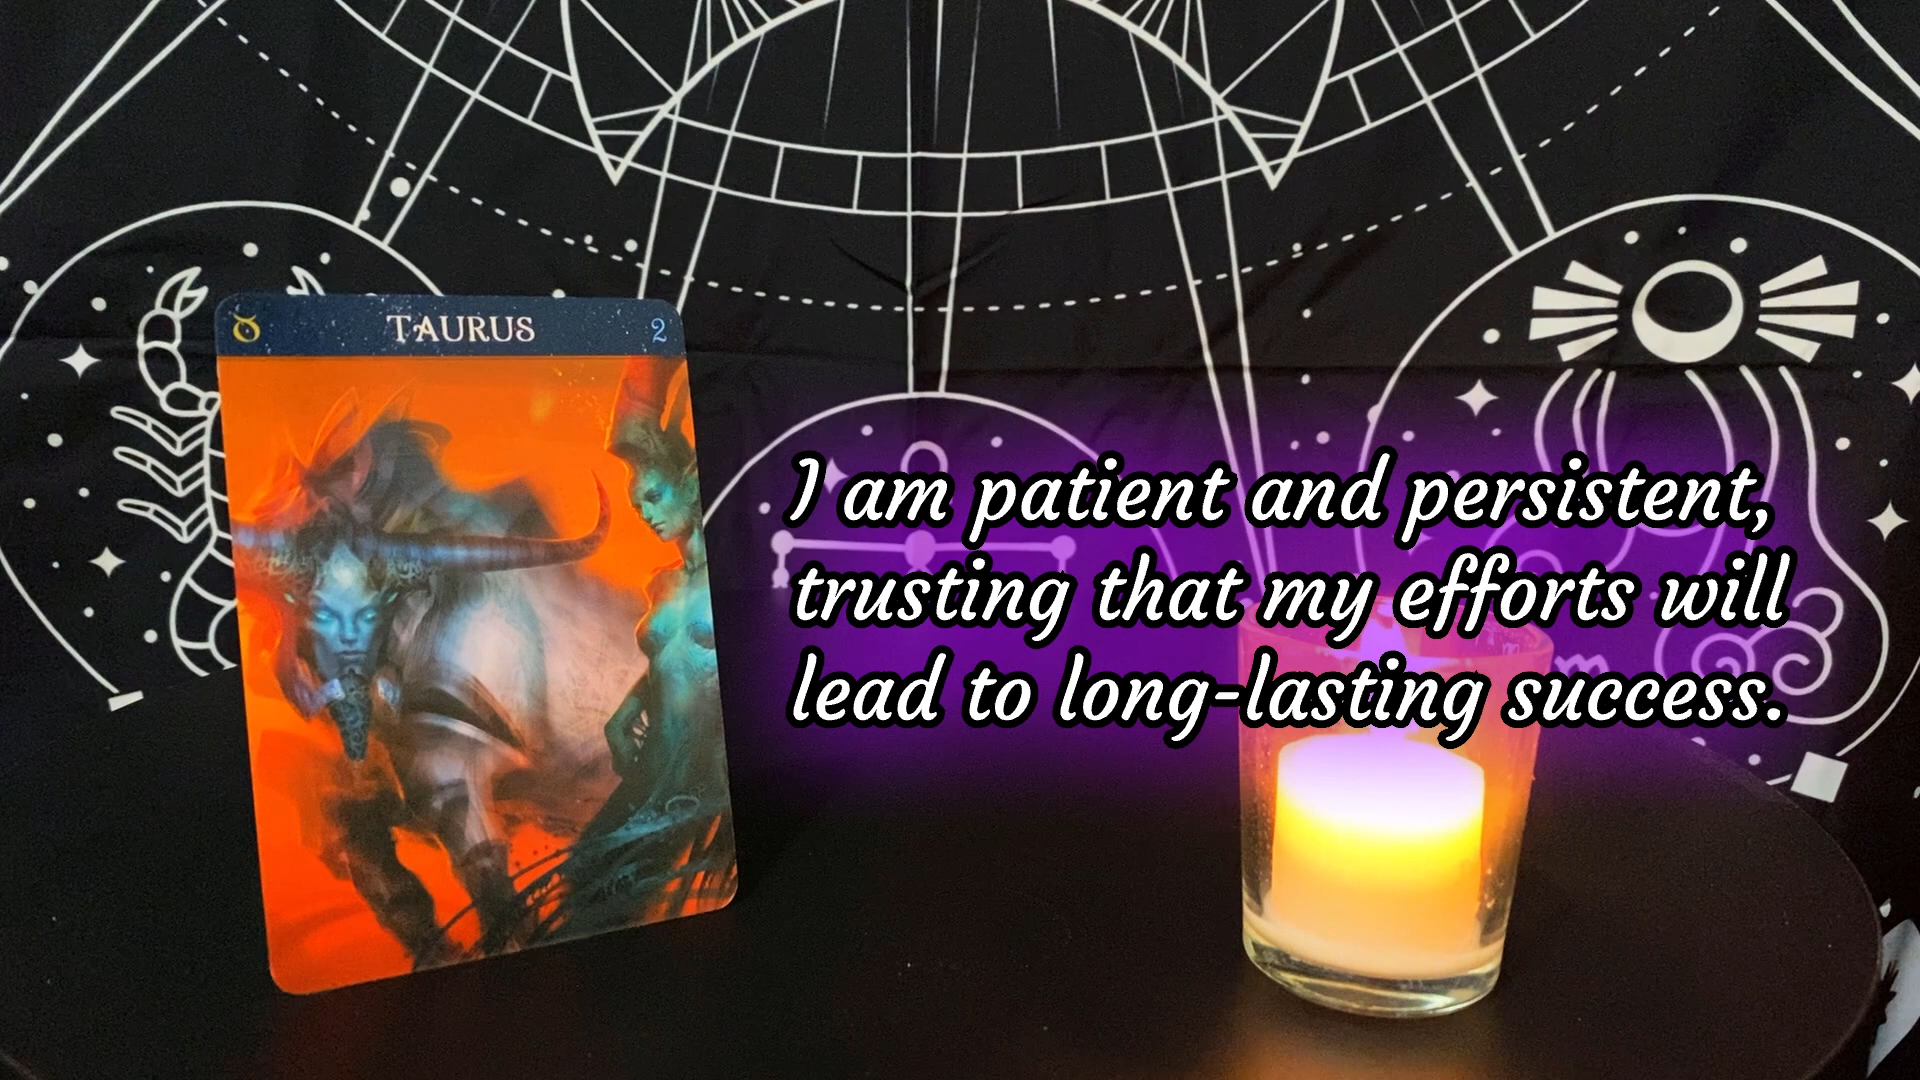 ♉ TAURUS 2
I am patient and persistent,
trusting that my efforts will
lead to long-lasting success.